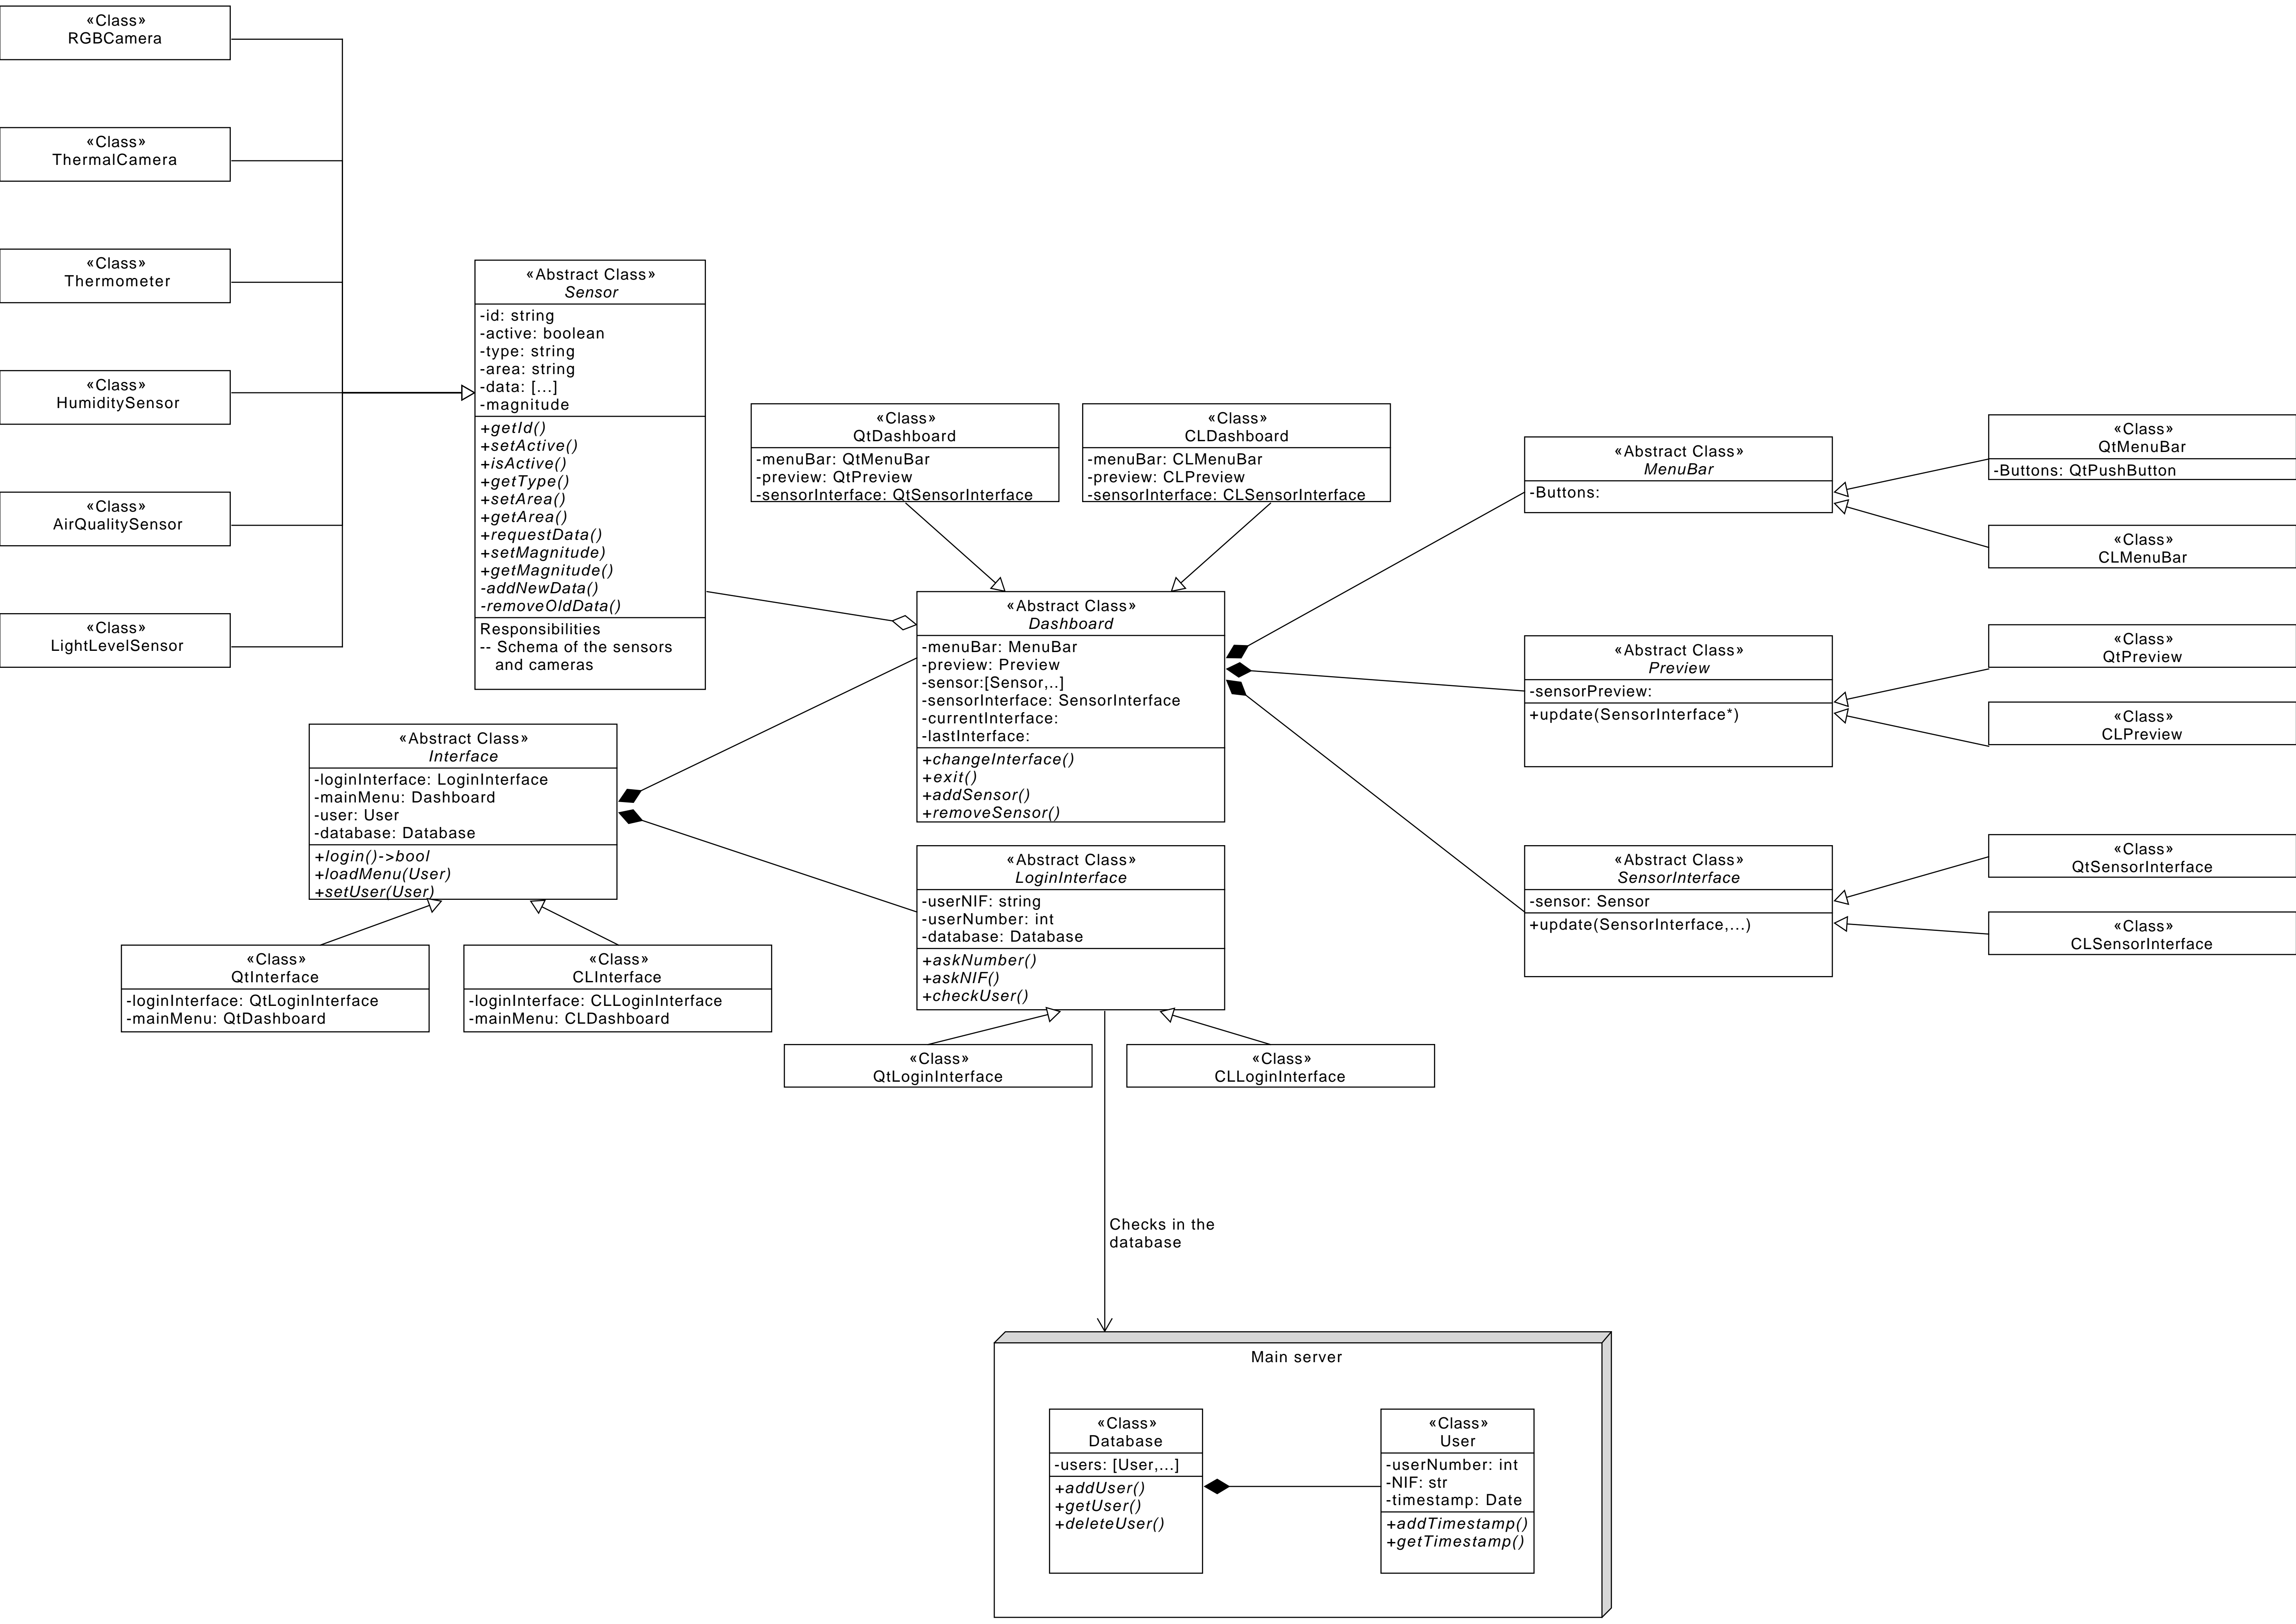 «Class»
RGBCamera
«Class»
ThermalCamera
«Class»
Thermometer
«Class»
HumiditySensor
«Class»
AirQualitySensor
«Class»
LightLevelSensor
«Abstract Class»
Sensor
-id: string
-active: boolean
-type: string
-area: string
-data: [...]
-magnitude
+getId()
+setActive()
+isActive()
+getType()
+setArea()
+getArea()
+requestData()
+setMagnitude)
+getMagnitude()
-addNewData()
-removeOldData()
Responsibilities
-- Schema of the sensors
and cameras
«Class»
QtDashboard
-menuBar: QtMenuBar
-preview: QtPreview
-sensorInterface: QtSensorInterface
«Class»
CLDashboard
-menuBar: CLMenuBar
-preview: CLPreview
-sensorInterface: CLSensorInterface
«Abstract Class»
Dashboard
-menuBar: MenuBar
-preview: Preview
-sensor:[Sensor,..]
-sensorInterface: SensorInterface
-currentInterface:
-lastInterface:
+changeInterface()
+exit()
+addSensor()
+removeSensor()
«Abstract Class»
MenuBar
-Buttons:
«Class»
QtMenuBar
-Buttons: QtPushButton
«Class»
CLMenuBar
«Abstract Class»
Preview
-sensorPreview:
+update(SensorInterface*)
«Class»
QtPreview
«Class»
CLPreview
«Abstract Class»
SensorInterface
-sensor: Sensor
+update(SensorInterface,...)
«Class»
QtSensorInterface
«Class»
CLSensorInterface
«Abstract Class»
Interface
-loginInterface: LoginInterface
-mainMenu: Dashboard
-user: User
-database: Database
+login()->bool
+loadMenu(User)
+setUser(User)
«Class»
QtInterface
-loginInterface: QtLoginInterface
-mainMenu: QtDashboard
«Class»
CLInterface
-loginInterface: CLLoginInterface
-mainMenu: CLDashboard
«Abstract Class»
LoginInterface
-userNIF: string
-userNumber: int
-database: Database
+askNumber()
+askNIF()
+checkUser()
«Class»
QtLoginInterface
«Class»
CLLoginInterface
Checks in the
database
Main server
«Class»
Database
-users: [User,...]
+addUser()
+getUser()
+deleteUser()
«Class»
User
-userNumber: int
-NIF: str
-timestamp: Date
+addTimestamp()
+getTimestamp()